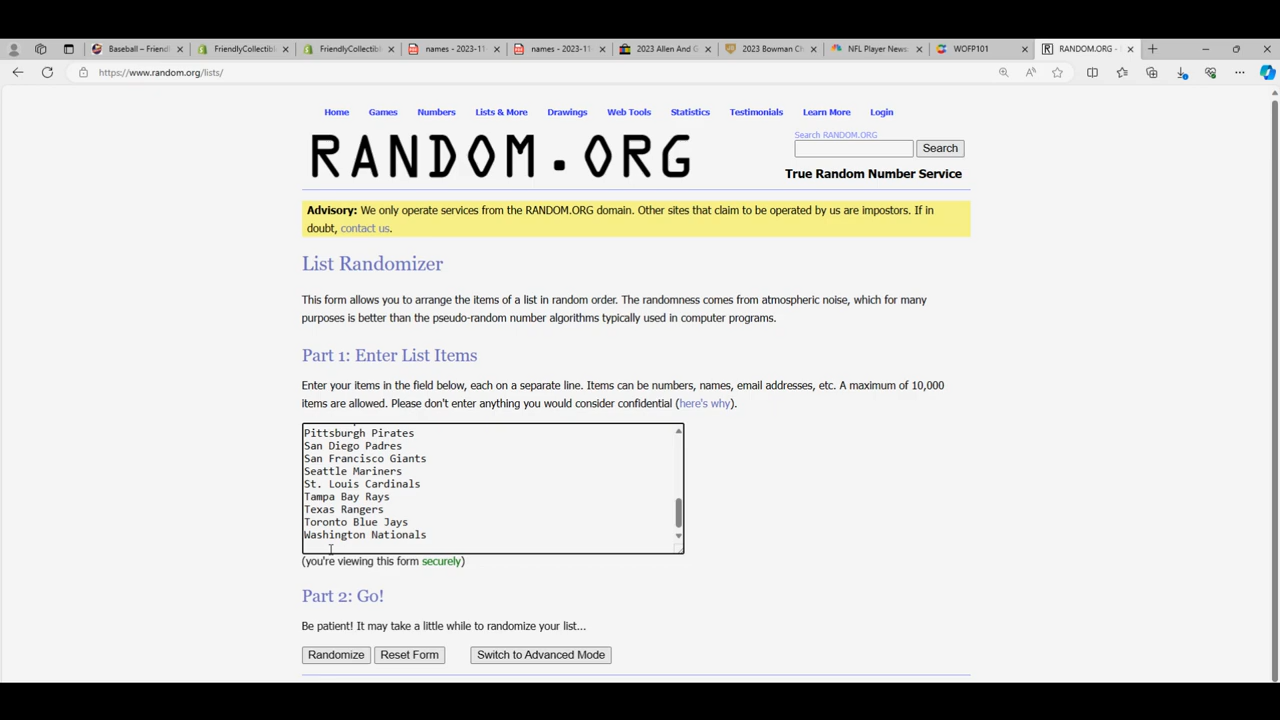 Baseball – Friendl
FriendlyCollectibl
FriendlyCollectibl
names - 2023-11
names - 2023-11
2023 Allen And G
2023 Bowman Ch
NFL Player News
WOFP101
RANDOM.ORG -
https://www.random.org/lists/
Home Games Numbers Lists & More Drawings Web Tools Statistics Testimonials Learn More Login
RANDOM.ORG
Search RANDOM.ORG
Search
True Random Number Service
Advisory: We only operate services from the RANDOM.ORG domain. Other sites that claim to be operated by us are impostors. If in
doubt, contact us.
List Randomizer
This form allows you to arrange the items of a list in random order. The randomness comes from atmospheric noise, which for many
purposes is better than the pseudo-random number algorithms typically used in computer programs.
Part 1: Enter List Items
Enter your items in the field below, each on a separate line. Items can be numbers, names, email addresses, etc. A maximum of 10,000
items are allowed. Please don't enter anything you would consider confidential (here's why).
Pittsburgh Pirates
San Diego Padres
San Francisco Giants
Seattle Mariners
St. Louis Cardinals
Tampa Bay Rays
Texas Rangers
Toronto Blue Jays
Washington Nationals
(you're viewing this form securely)
Part 2: Go!
Be patient! It may take a little while to randomize your list...
Randomize Reset Form Switch to Advanced Mode